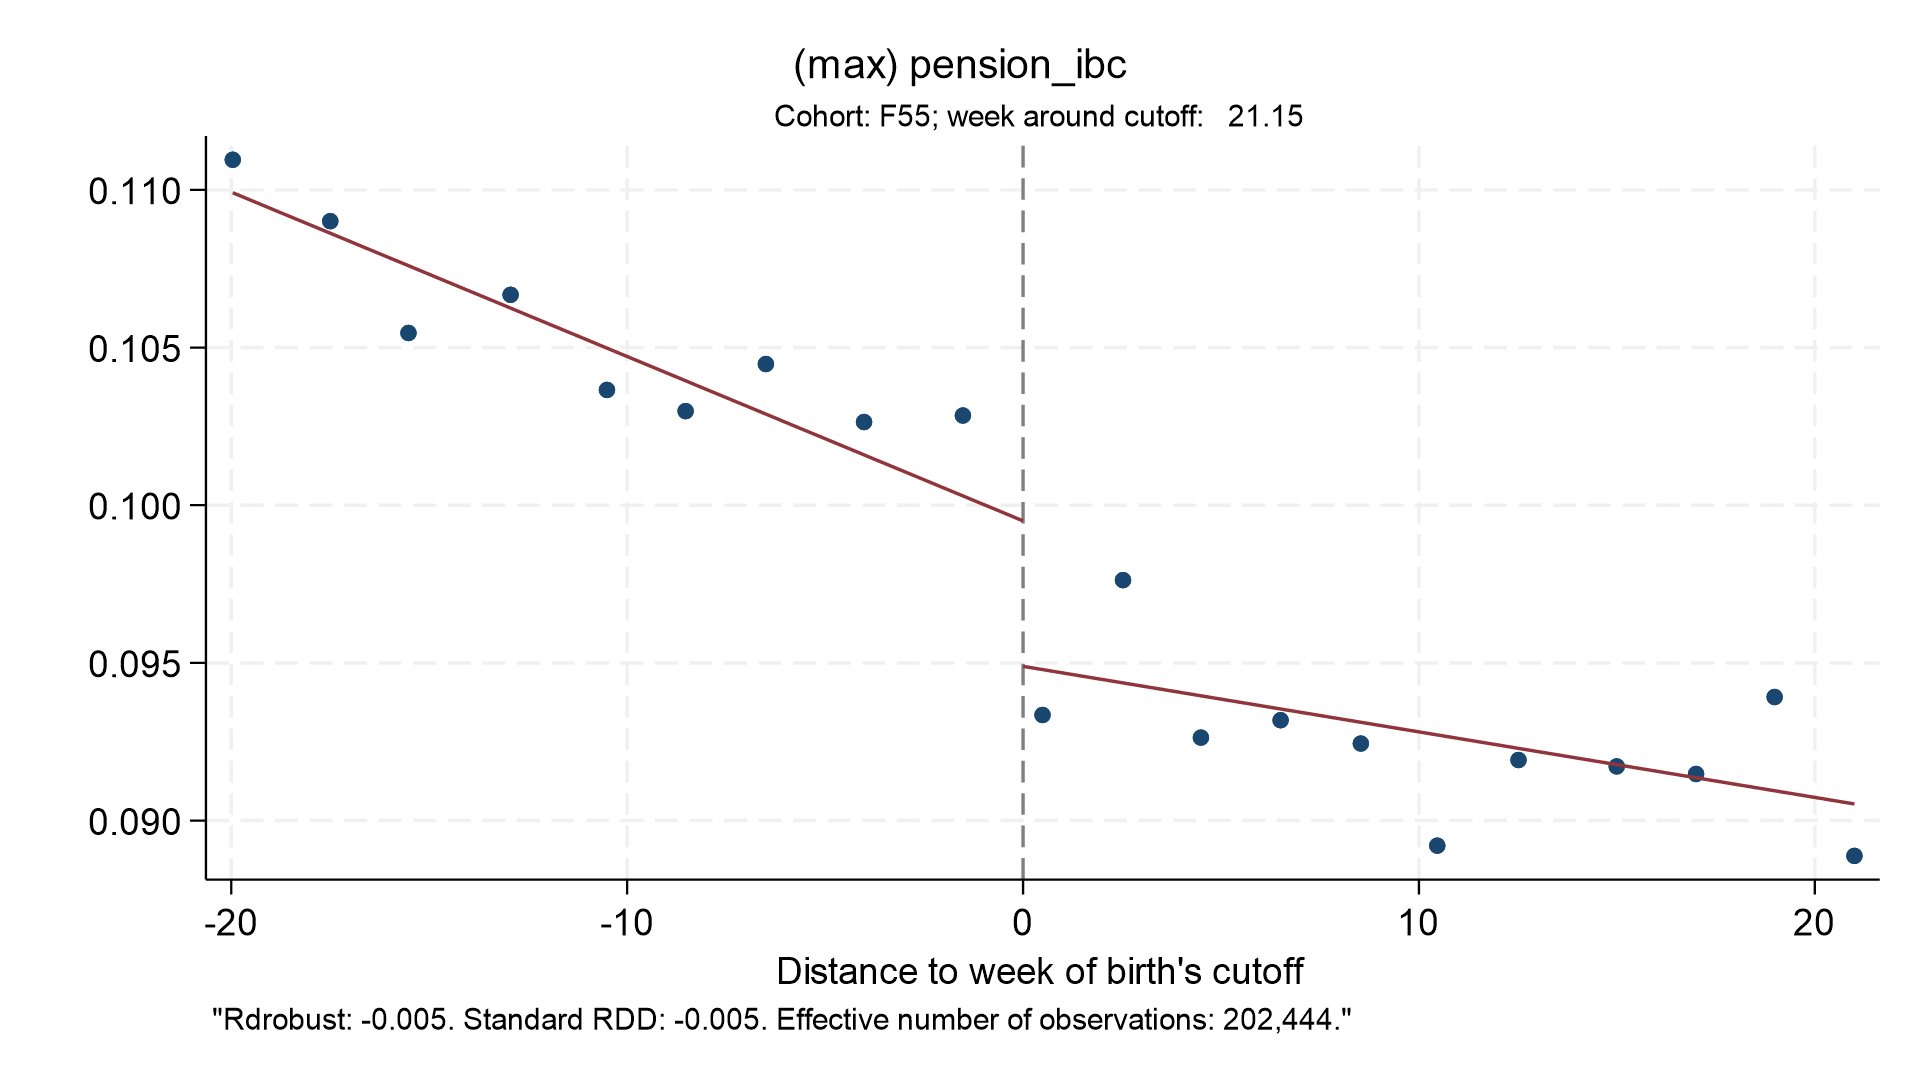 (max) pension_ibc
Cohort: F55; week around cutoff: 21.15
0.110
0.105
0.100
0.095
0.090
-20 -10 0 10 20
Distance to week of birth's cutoff
"Rdrobust: -0.005. Standard RDD: -0.005. Effective number of observations: 202,444."